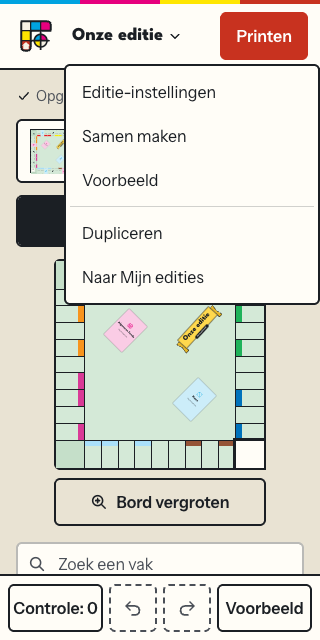 Onze editie
Printen
Opg
Editie-instellingen
Samen maken
Voorbeeld
Dupliceren
Naar Mijn edities
Onze editie
Bord vergroten
Zoek een vak
Controle: 0
Voorbeeld